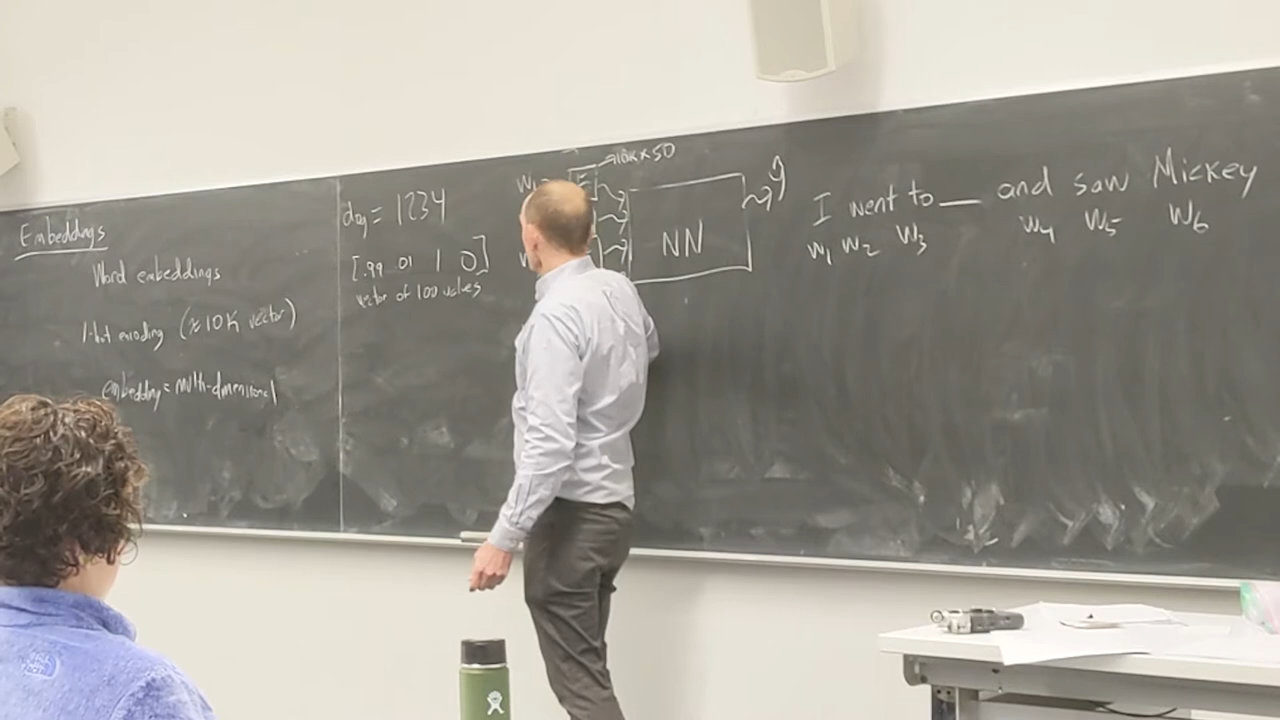 Embeddings
Word embeddings
1-hot encoding (≈10K vector)
embedding = multi-dimensional
dog = 1234
[.99 01 1 0]
vector of 100 values
W
10K x 50
NN
ŷ
I went to ___ and saw Mickey
W₁ W₂ W₃ W₄ W₅ W₆